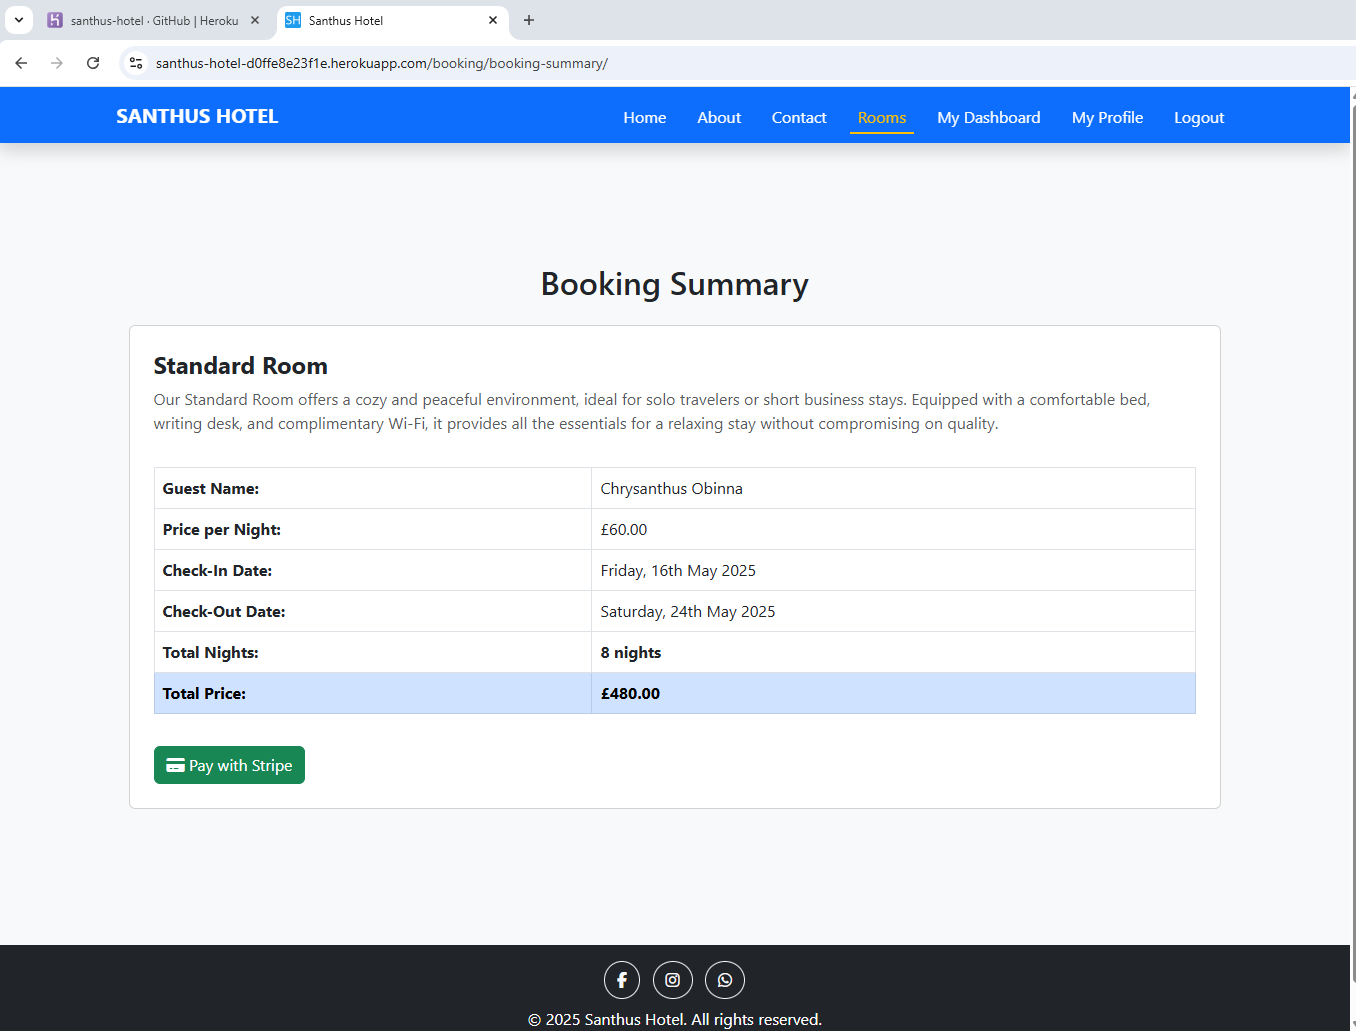 santhus-hotel · GitHub | Heroku
SH Santhus Hotel
santhus-hotel-d0ffe8e23f1e.herokuapp.com/booking/booking-summary/
SANTHUS HOTEL
Home About Contact Rooms My Dashboard My Profile Logout
Booking Summary
Standard Room
Our Standard Room offers a cozy and peaceful environment, ideal for solo travelers or short business stays. Equipped with a comfortable bed,
writing desk, and complimentary Wi-Fi, it provides all the essentials for a relaxing stay without compromising on quality.
Guest Name: Chrysanthus Obinna
Price per Night: £60.00
Check-In Date: Friday, 16th May 2025
Check-Out Date: Saturday, 24th May 2025
Total Nights: 8 nights
Total Price: £480.00
Pay with Stripe
© 2025 Santhus Hotel. All rights reserved.